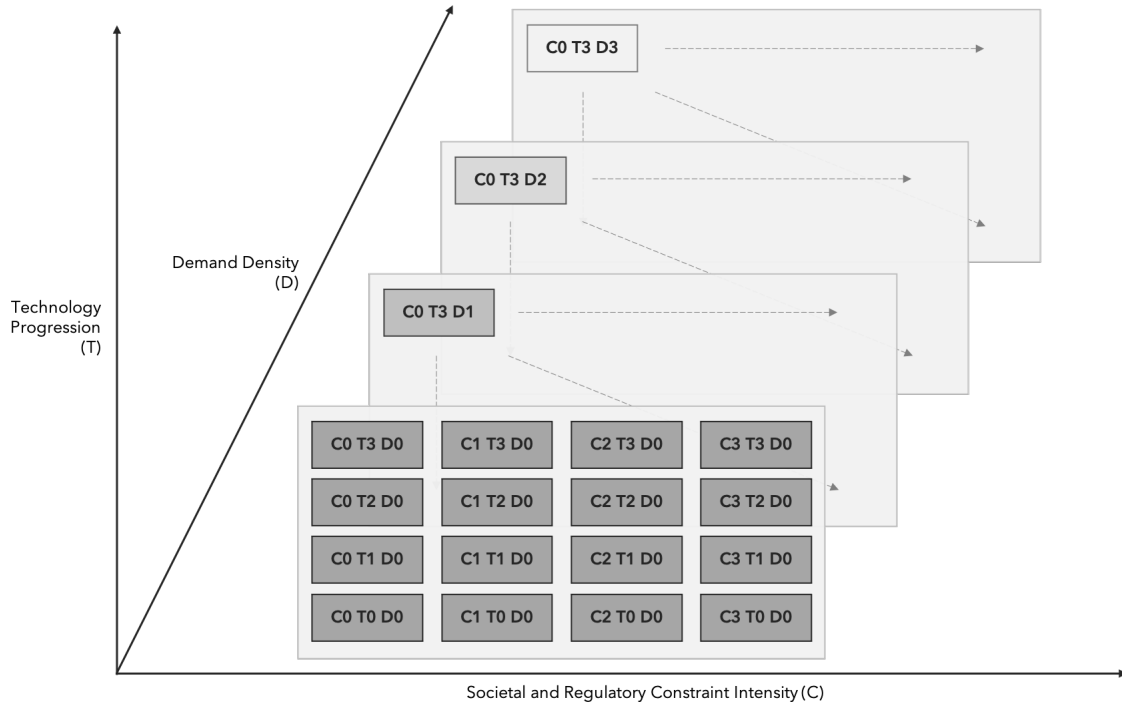 C0 T3 D3
C0 T3 D2
Demand Density
(D)
Technology
Progression
(T)
C0 T3 D1
C0 T3 D0
C1 T3 D0
C2 T3 D0
C3 T3 D0
C0 T2 D0
C1 T2 D0
C2 T2 D0
C3 T2 D0
C0 T1 D0
C1 T1 D0
C2 T1 D0
C3 T1 D0
C0 T0 D0
C1 T0 D0
C2 T0 D0
C3 T0 D0
Societal and Regulatory Constraint Intensity (C)